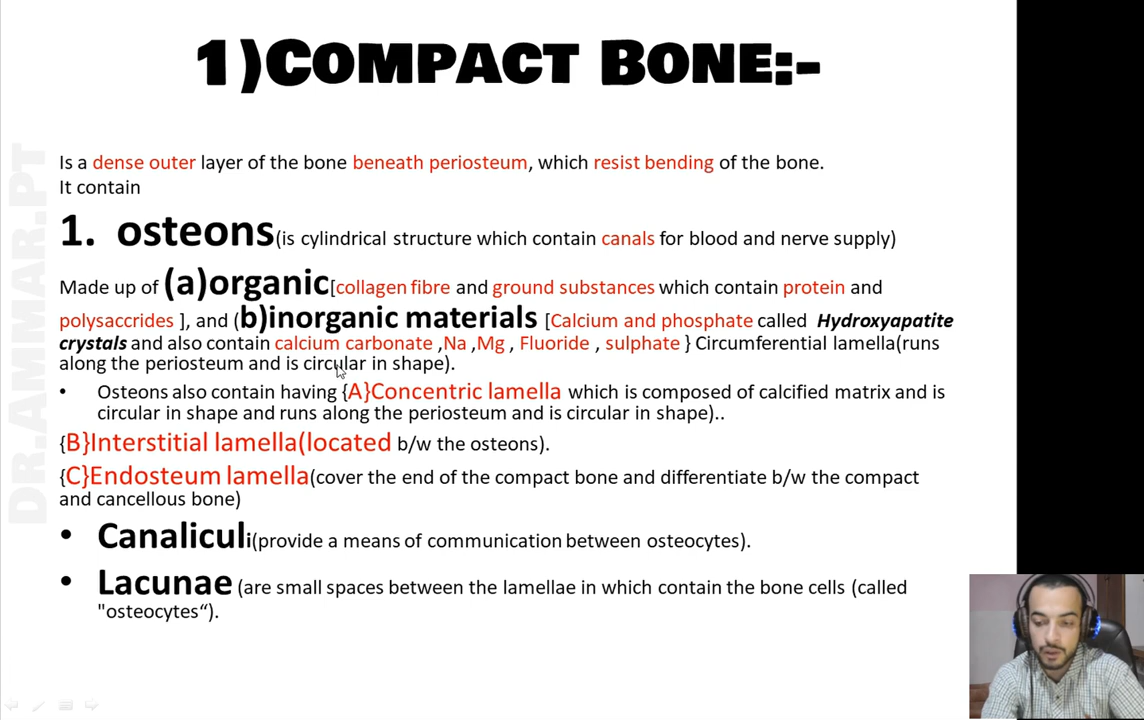 1)COMPACT BONE:-
Is a dense outer layer of the bone beneath periosteum, which resist bending of the bone.
It contain
1. osteons(is cylindrical structure which contain canals for blood and nerve supply)
Made up of (a)organic[collagen fibre and ground substances which contain protein and
polysaccrides ], and (b)inorganic materials [Calcium and phosphate called Hydroxyapatite
crystals and also contain calcium carbonate ,Na ,Mg , Fluoride , sulphate } Circumferential lamella(runs
along the periosteum and is circular in shape).
• Osteons also contain having {A}Concentric lamella which is composed of calcified matrix and is
circular in shape and runs along the periosteum and is circular in shape)..
{B}Interstitial lamella(located b/w the osteons).
{C}Endosteum lamella(cover the end of the compact bone and differentiate b/w the compact
and cancellous bone)
• Canaliculi(provide a means of communication between osteocytes).
• Lacunae (are small spaces between the lamellae in which contain the bone cells (called
"osteocytes“).
DR.AMMAR.PT